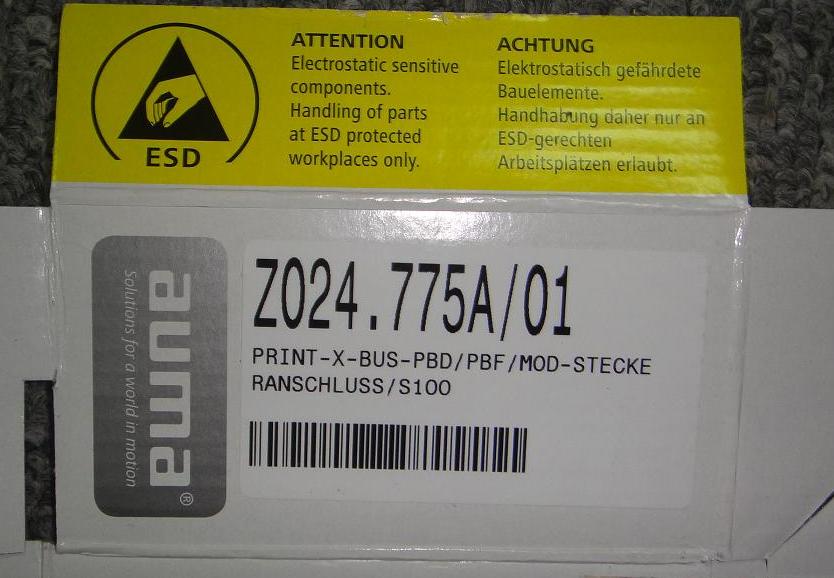 ATTENTION
Electrostatic sensitive
components.
Handling of parts
at ESD protected
workplaces only.
ACHTUNG
Elektrostatisch gefährdete
Bauelemente.
Handhabung daher nur an
ESD-gerechten
Arbeitsplätzen erlaubt.
ESD
auma®
Solutions for a world in motion
Z024.775A/01
PRINT-X-BUS-PBD/PBF/MOD-STECKE
RANSCHLUSS/S100